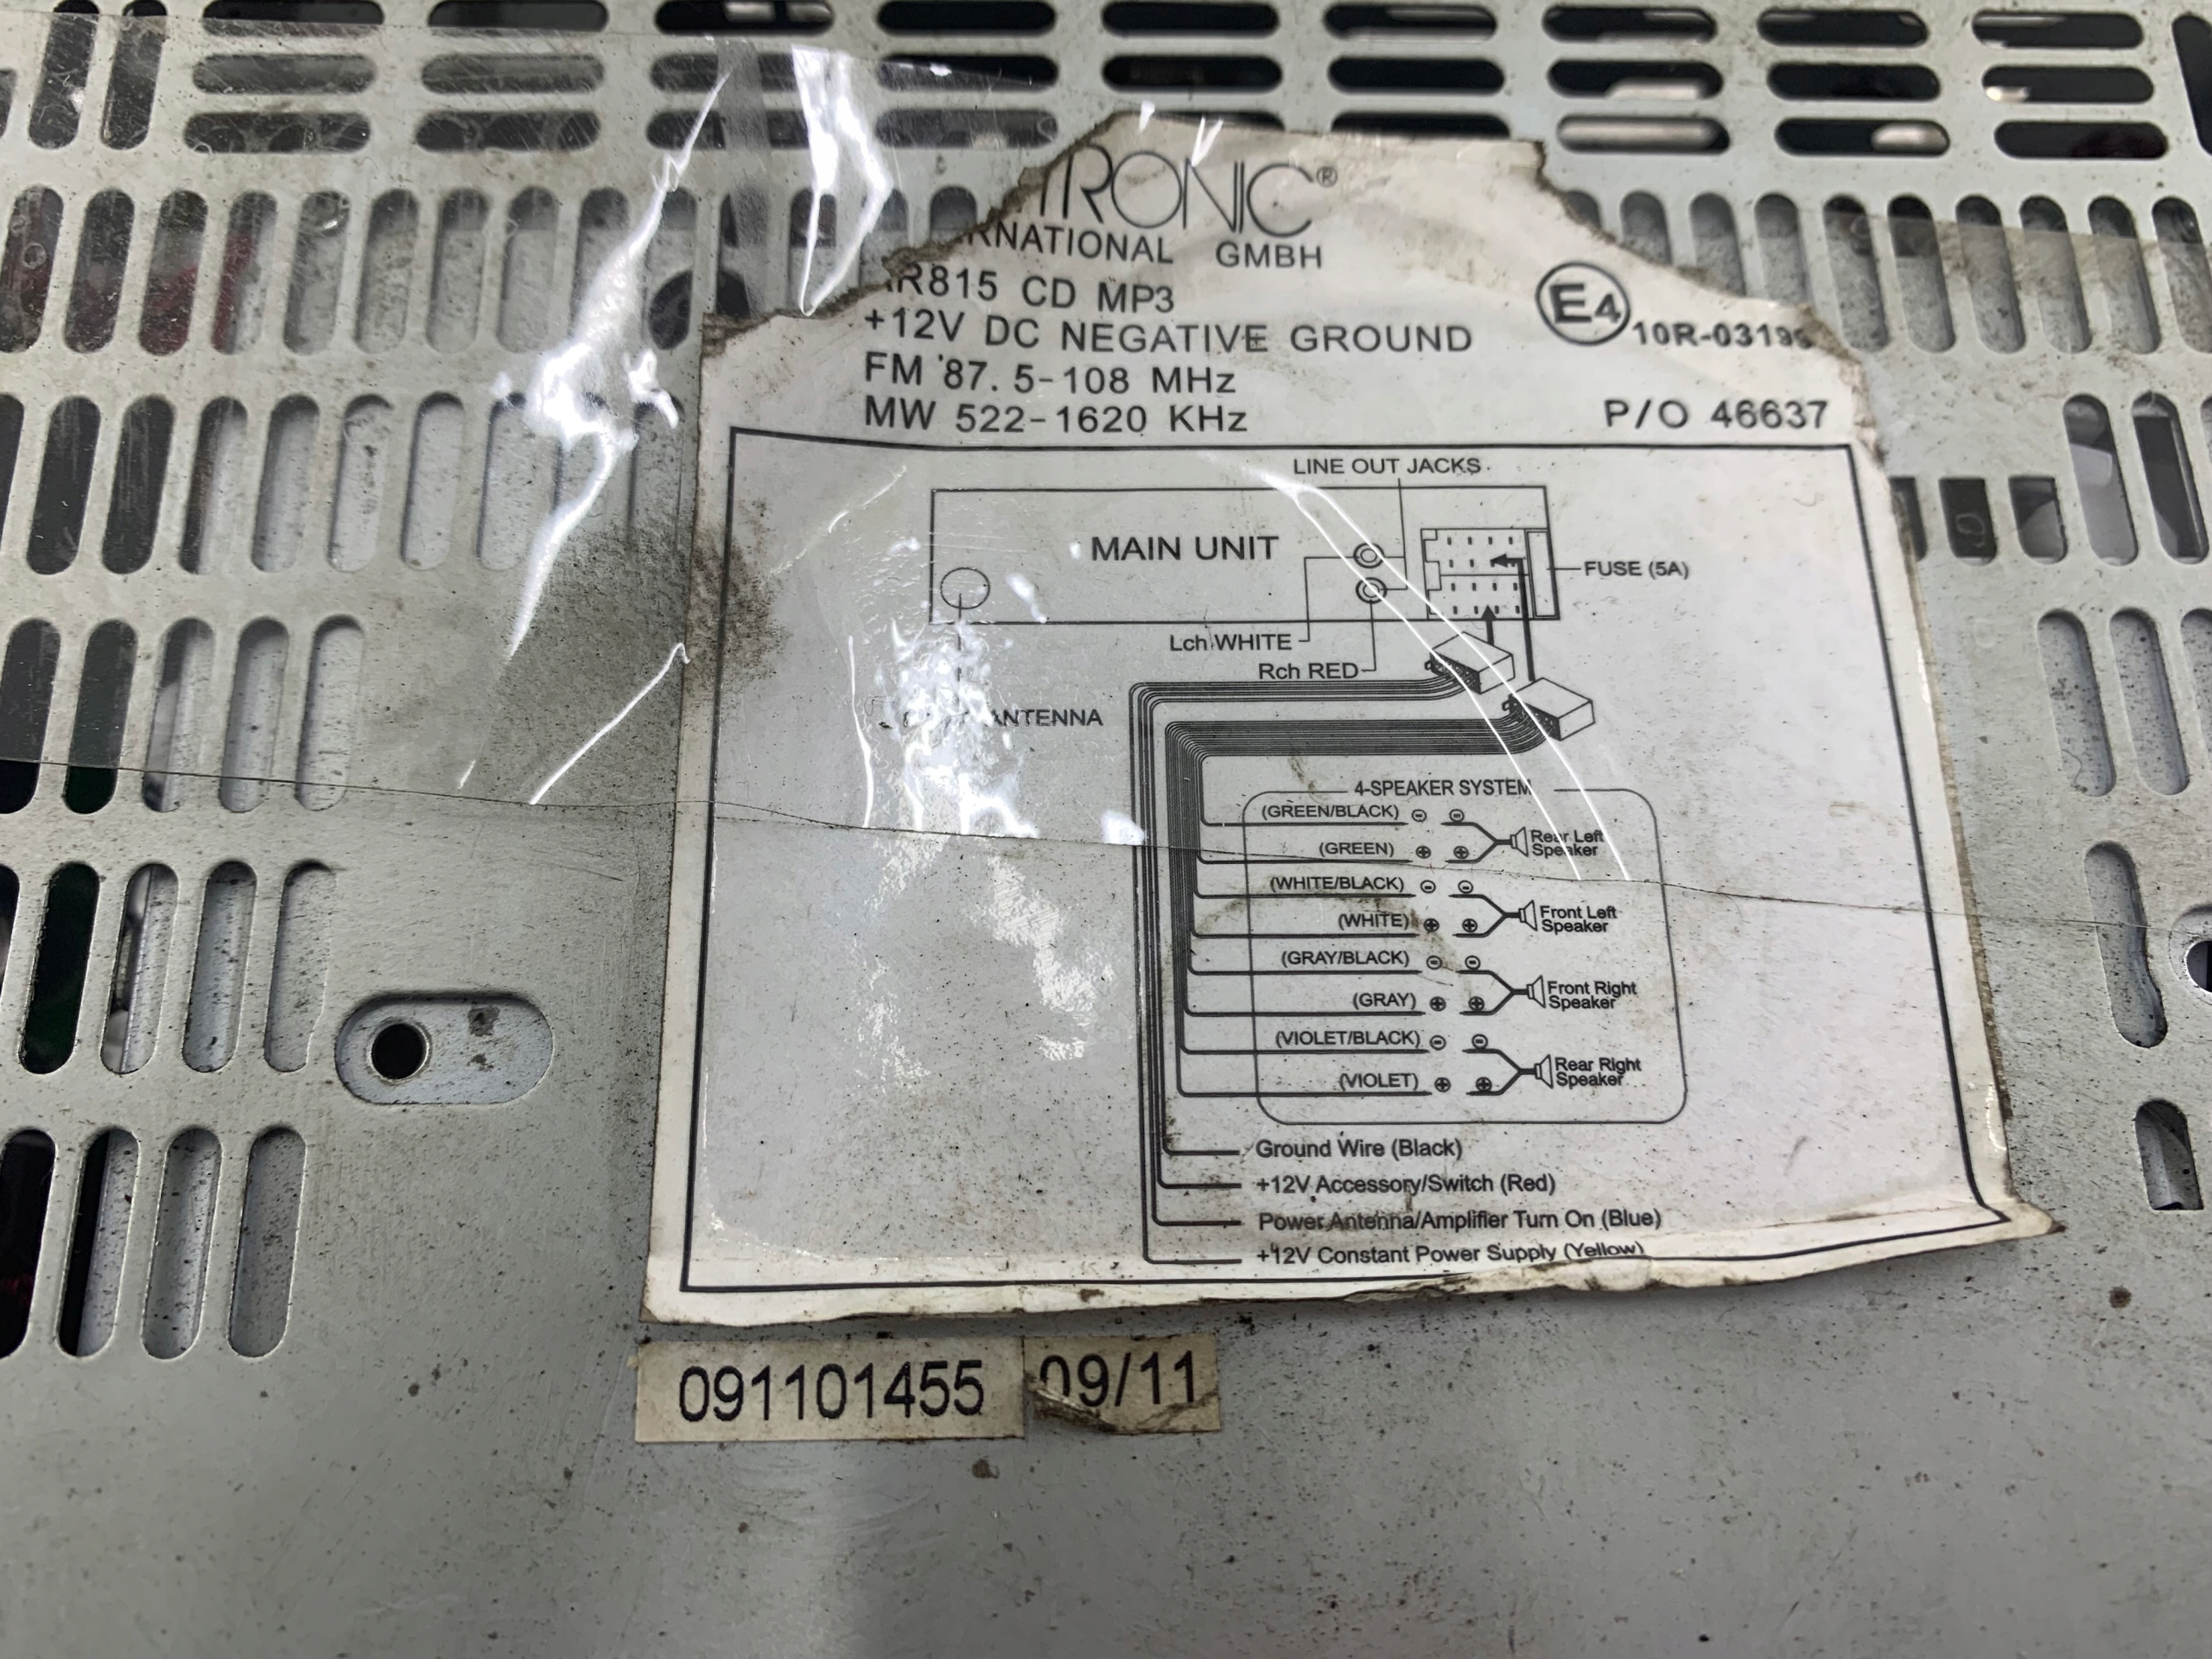 TRONIC®
RNATIONAL GMBH
R815 CD MP3
+12V DC NEGATIVE GROUND
E4
10R-03199
FM '87.5-108 MHz
MW 522-1620 KHz
P/O 46637
LINE OUT JACKS
MAIN UNIT
FUSE (5A)
Lch WHITE
Rch RED
ANTENNA
4-SPEAKER SYSTEM
(GREEN/BLACK)
(GREEN)
Rear Left
Speaker
(WHITE/BLACK)
(WHITE)
Front Left
Speaker
(GRAY/BLACK)
(GRAY)
Front Right
Speaker
(VIOLET/BLACK)
(VIOLET)
Rear Right
Speaker
Ground Wire (Black)
+12V Accessory/Switch (Red)
Power Antenna/Amplifier Turn On (Blue)
+12V Constant Power Supply (Yellow)
091101455
09/11